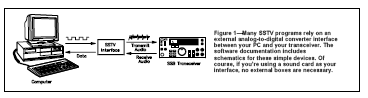 Data
Computer
SSTV
Interface
Transmit
Audio
Receive
Audio
SSB Transceiver
Figure 1—Many SSTV programs rely on an
external analog-to-digital converter interface
between your PC and your transceiver. The
software documentation includes
schematics for these simple devices. Of
course, if you're using a sound card as your
interface, no external boxes are necessary.